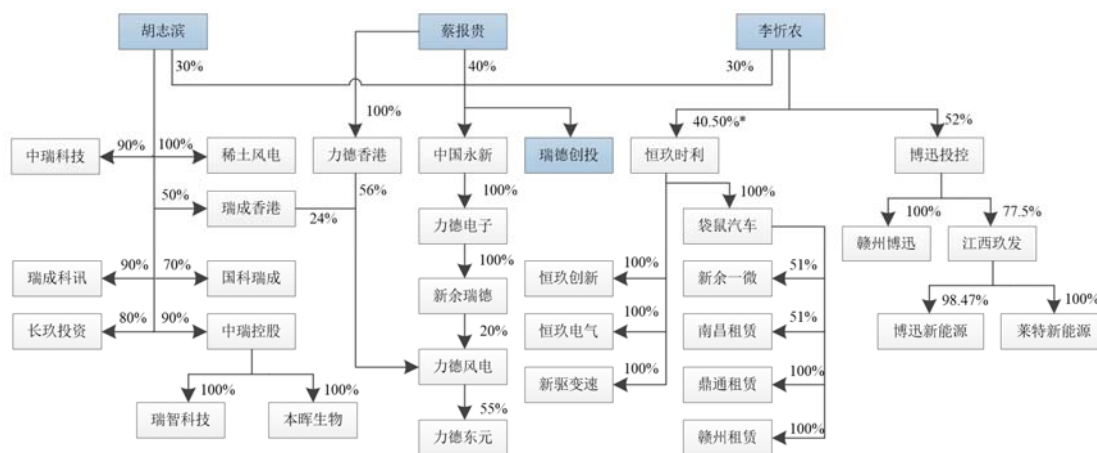 胡志滨
蔡报贵
李忻农
30%
40%
30%
100%
40.50%*
52%
中瑞科技
90%
100%
稀土风电
力德香港
中国永新
瑞德创投
恒玖时利
博迅投控
50%
瑞成香港
24%
56%
100%
力德电子
100%
袋鼠汽车
100%
77.5%
赣州博迅
江西玖发
瑞成科讯
90%
70%
国科瑞成
100%
新余瑞德
恒玖创新
100%
新余一微
51%
98.47%
100%
长玖投资
80%
90%
中瑞控股
20%
恒玖电气
100%
南昌租赁
51%
博迅新能源
莱特新能源
力德风电
新驱变速
100%
鼎通租赁
100%
100%
100%
瑞智科技
本晖生物
55%
力德东元
赣州租赁
100%